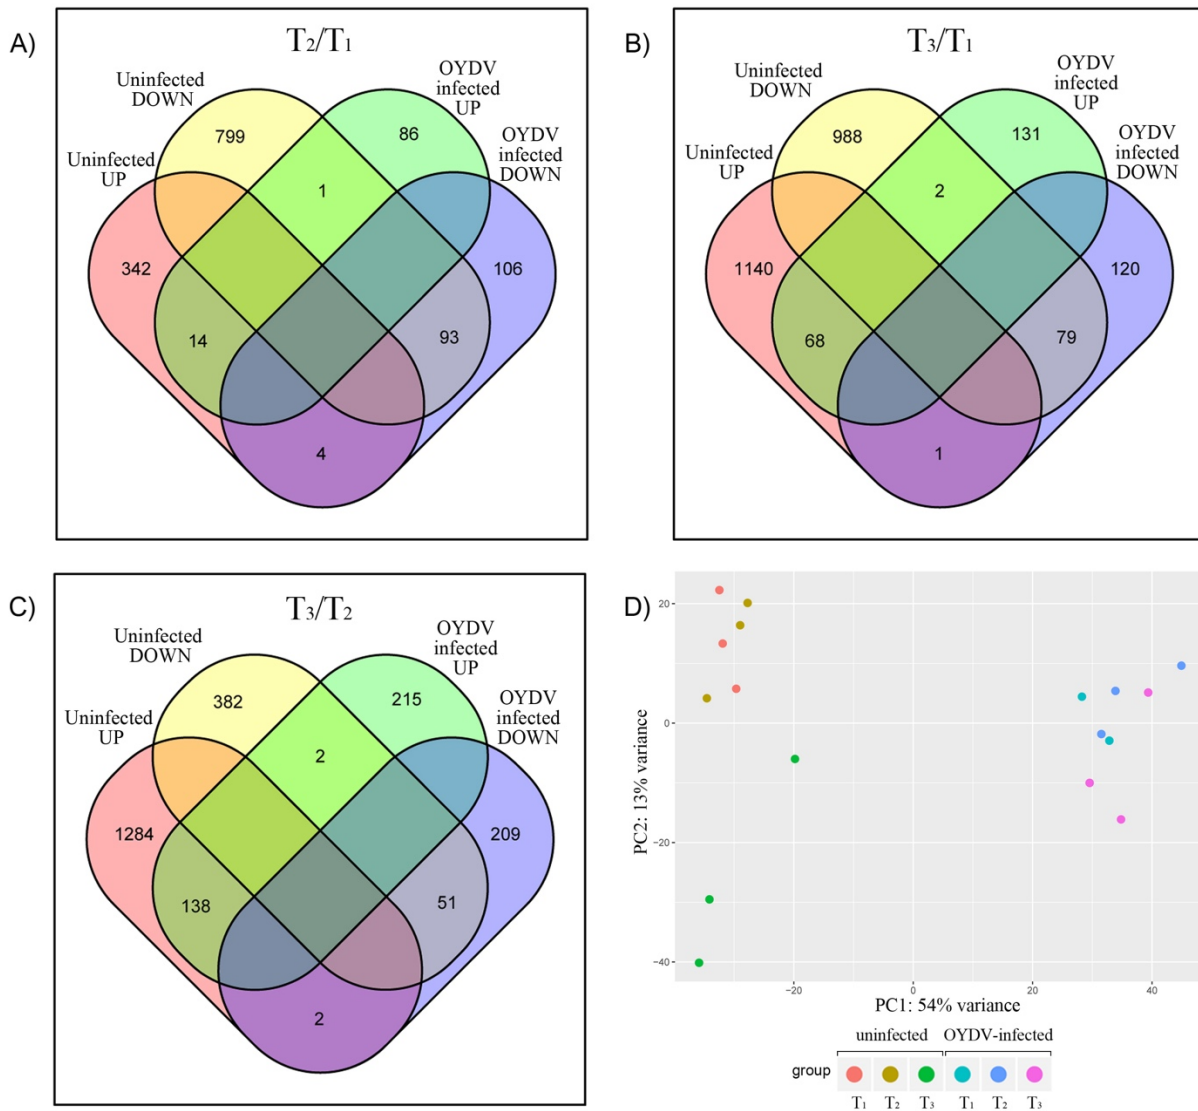 A)
T2/T1
Uninfected
DOWN
OYDV
infected
UP
Uninfected
UP
OYDV
infected
DOWN
799
86
1
342
106
14
93
4
B)
T3/T1
Uninfected
DOWN
OYDV
infected
UP
Uninfected
UP
OYDV
infected
DOWN
988
131
2
1140
120
68
79
1
C)
T3/T2
Uninfected
DOWN
OYDV
infected
UP
Uninfected
UP
OYDV
infected
DOWN
382
215
2
1284
209
138
51
2
D)
PC2: 13% variance
20
0
−20
−40
−20
0
20
40
PC1: 54% variance
uninfected OYDV-infected
group
T1 T2 T3 T1 T2 T3